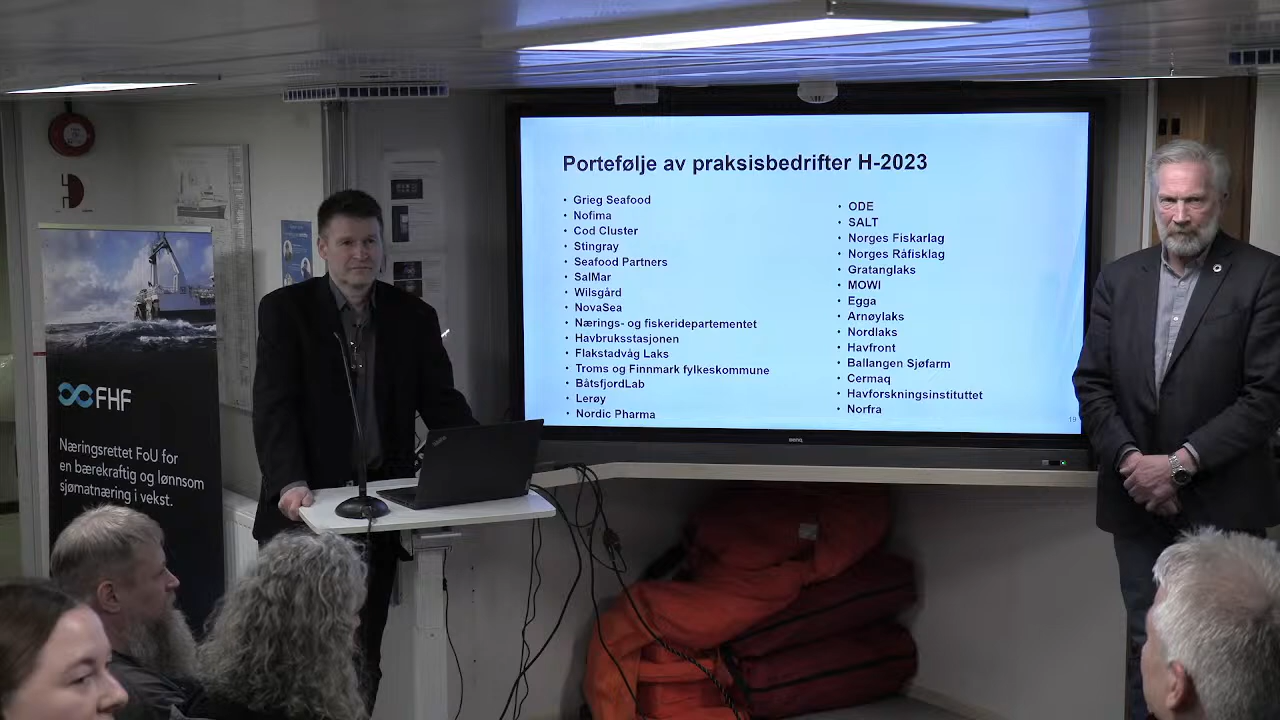 Portefølje av praksisbedrifter H-2023
• Grieg Seafood
• Nofima
• Cod Cluster
• Stingray
• Seafood Partners
• SalMar
• Wilsgård
• NovaSea
• Nærings- og fiskeridepartementet
• Havbruksstasjonen
• Flakstadvåg Laks
• Troms og Finnmark fylkeskommune
• BåtsfjordLab
• Lerøy
• Nordic Pharma
• ODE
• SALT
• Norges Fiskarlag
• Norges Råfisklag
• Gratanglaks
• MOWI
• Egga
• Arnøylaks
• Nordlaks
• Havfront
• Ballangen Sjøfarm
• Cermaq
• Havforskningsinstituttet
• Norfra
19
BenQ
FHF
Næringsrettet FoU for
en bærekraftig og lønnsom
sjømatnæring i vekst.